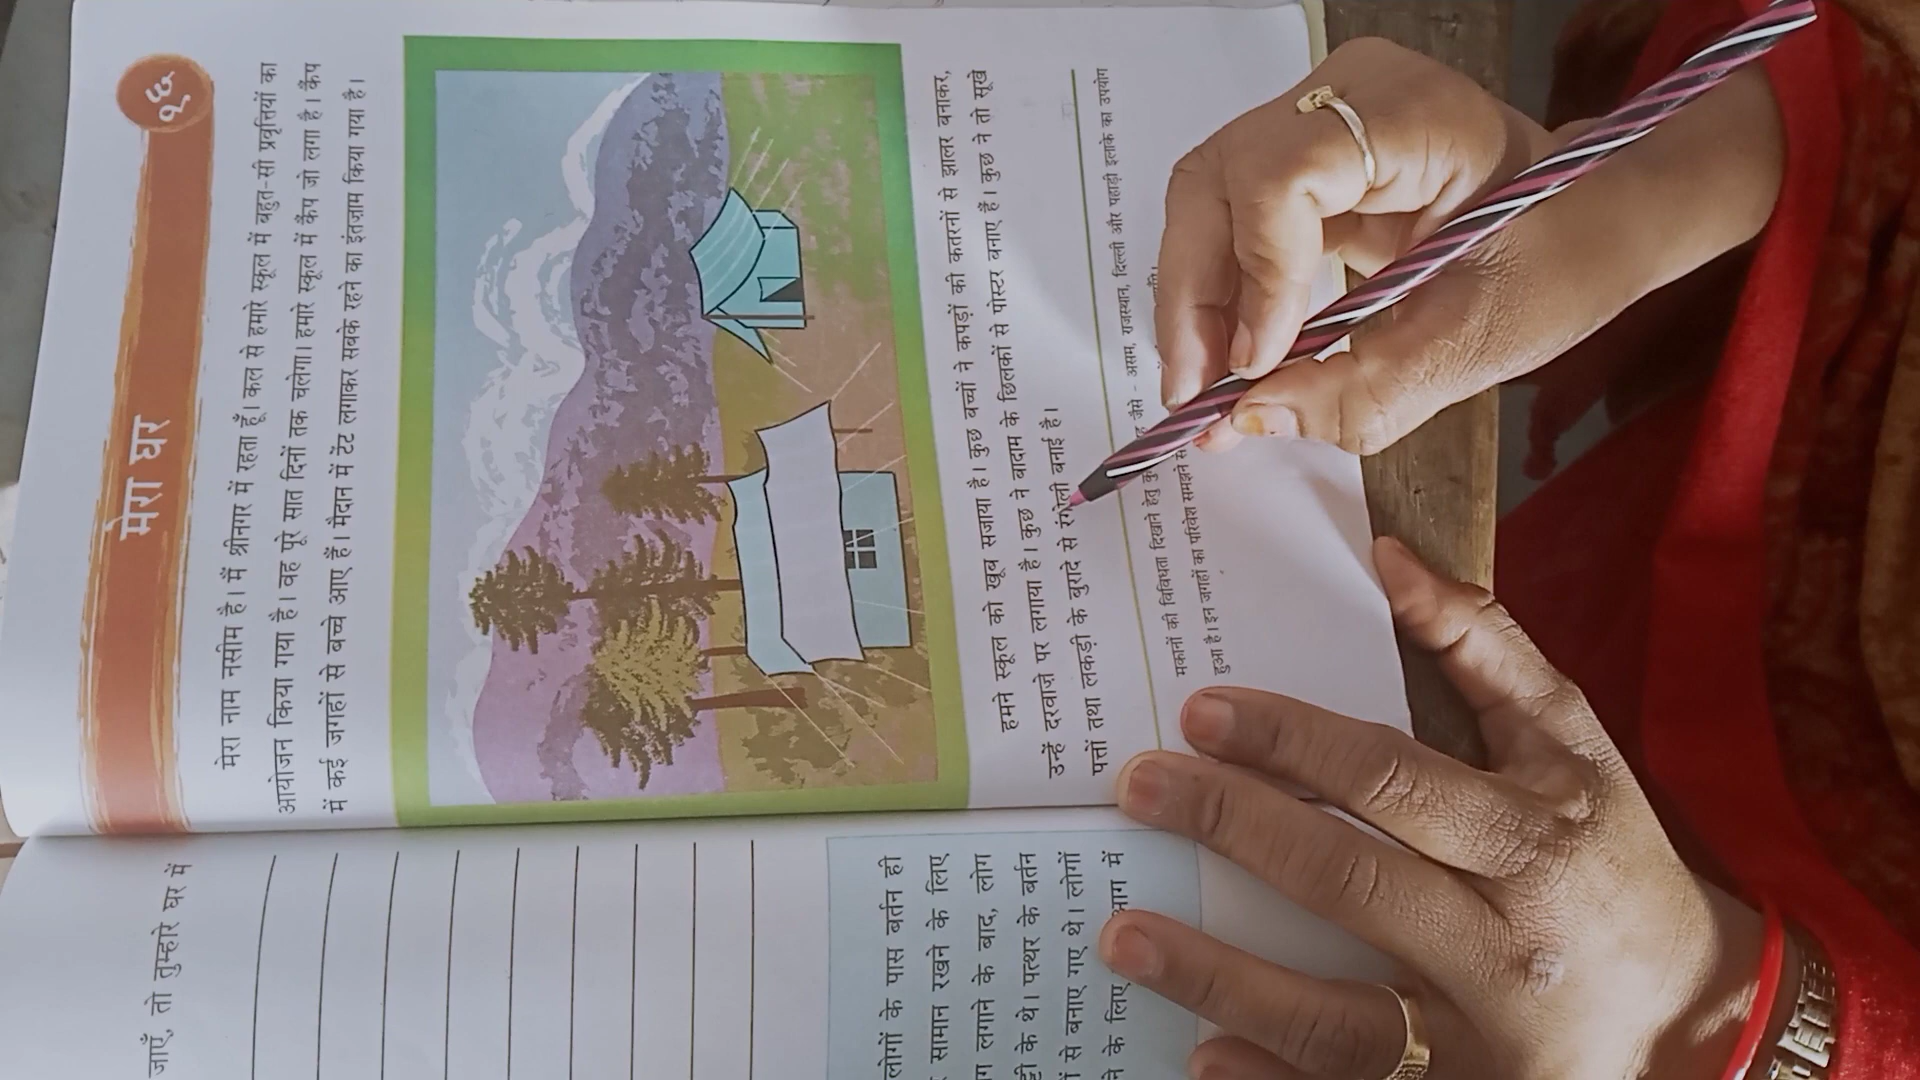 जाएँ, तो तुम्हारे घर में
लोगों के पास बर्तन ही
सामान रखने के लिए
लगाने के बाद, लोग
के थे। पत्थर के बर्तन
से बनाए गए थे। लोगों
के लिए भाग में
१६
मेरा घर
मेरा नाम नसीम है। मैं श्रीनगर में रहता हूँ। कल से हमारे स्कूल में बहुत-सी प्रवृत्तियों का
आयोजन किया गया है। वह पूरे सात दिनों तक चलेगा। हमारे स्कूल में कैंप जो लगा है। कैंप
में कई जगहों से बच्चे आए हैं। मैदान में टेंट लगाकर सबके रहने का इंतज़ाम किया गया है।
हमने स्कूल को खूब सजाया है। कुछ बच्चों ने कपड़ों की कतरनों से झालर बनाकर,
उन्हें दरवाज़े पर लगाया है। कुछ ने बादाम के छिलकों से पोस्टर बनाए हैं। कुछ ने तो सूखे
पत्तों तथा लकड़ी के बुरादे से रंगोली बनाई है।
मकानों की विविधता दिखाने हेतु जैसे - असम, राजस्थान, दिल्ली और पहाड़ी इलाके का उपयोग
हुआ है। इन जगहों का परिवेश समझने